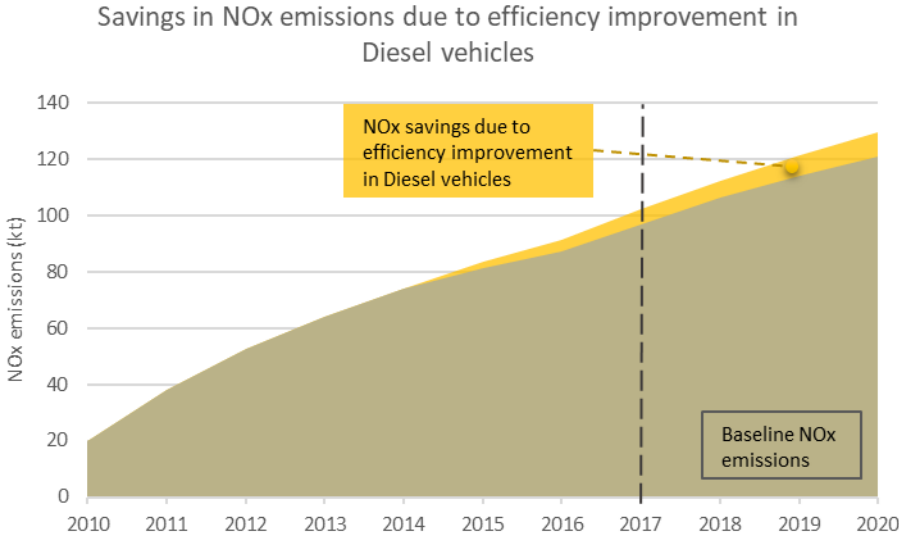 Savings in NOx emissions due to efficiency improvement in
Diesel vehicles
NOx emissions (kt)
140
120
100
80
60
40
20
0
NOx savings due to
efficiency improvement
in Diesel vehicles
Baseline NOx
emissions
2010 2011 2012 2013 2014 2015 2016 2017 2018 2019 2020